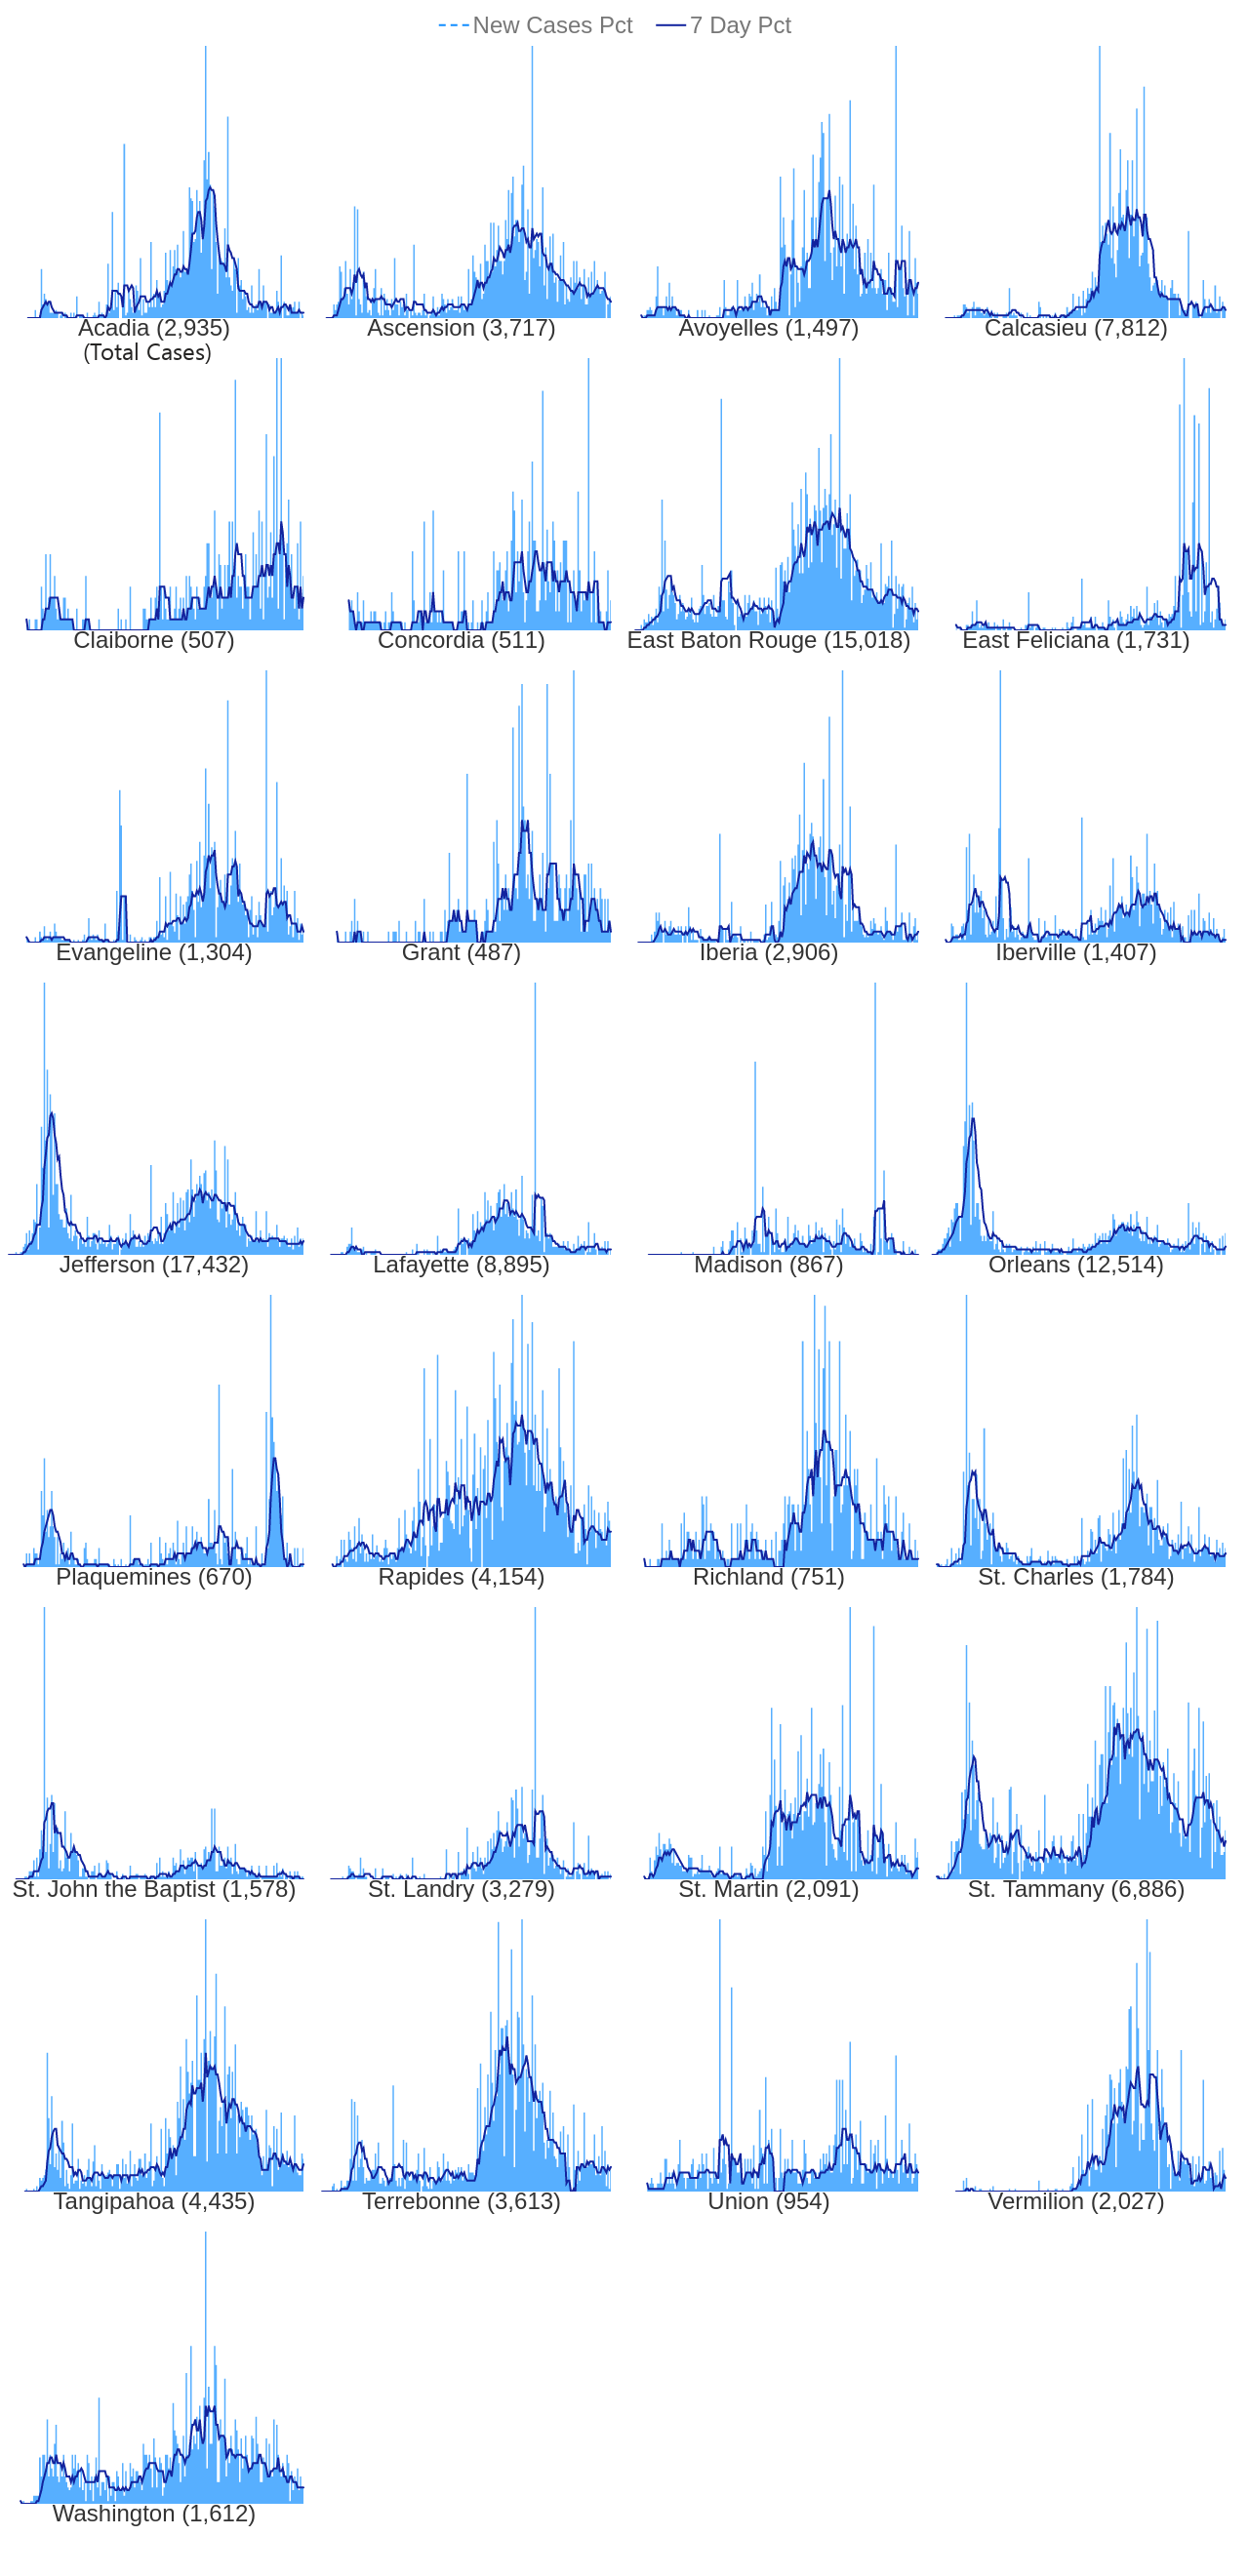 New Cases Pct 7 Day Pct
Acadia (2,935) Ascension (3,717) Avoyelles (1,497) Calcasieu (7,812)
(Total Cases)
Claiborne (507) Concordia (511) East Baton Rouge (15,018) East Feliciana (1,731)
Evangeline (1,304) Grant (487) Iberia (2,906) Iberville (1,407)
Jefferson (17,432) Lafayette (8,895) Madison (867) Orleans (12,514)
Plaquemines (670) Rapides (4,154) Richland (751) St. Charles (1,784)
St. John the Baptist (1,578) St. Landry (3,279) St. Martin (2,091) St. Tammany (6,886)
Tangipahoa (4,435) Terrebonne (3,613) Union (954) Vermilion (2,027)
Washington (1,612)